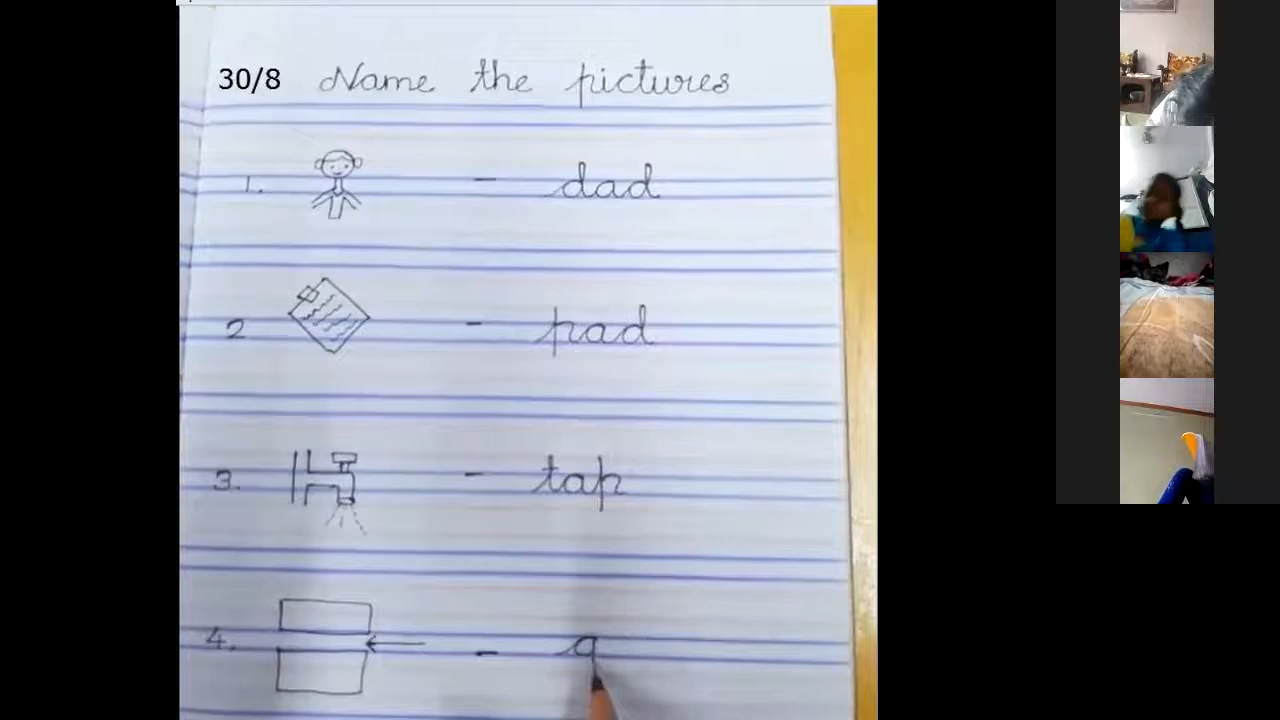 30/8 Name the pictures
1. - dad
2 - pad
3. - tap
4. -